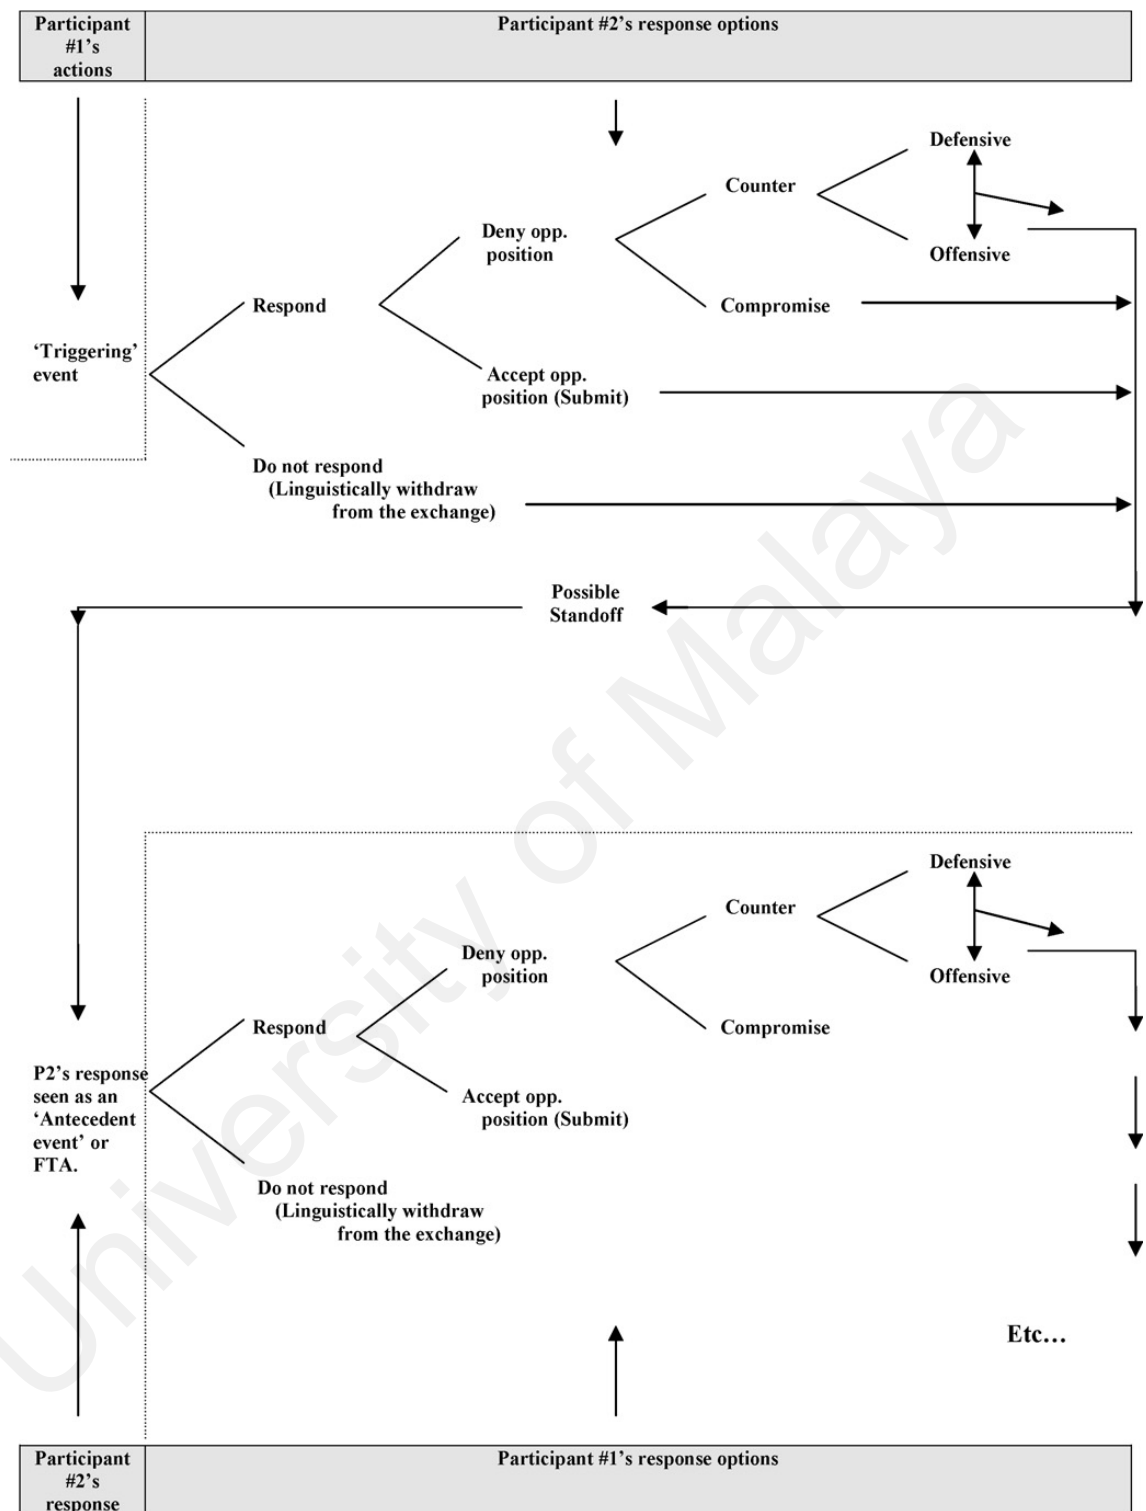 Participant
#1's
actions
Participant #2's response options
Defensive
Counter
Deny opp.
position
Offensive
Respond
Compromise
‘Triggering’
event
Accept opp.
position (Submit)
Do not respond
(Linguistically withdraw
from the exchange)
Possible
Standoff
Defensive
Counter
Deny opp.
position
Offensive
Respond
Compromise
P2's response
seen as an
‘Antecedent
event’ or
FTA.
Accept opp.
position (Submit)
Do not respond
(Linguistically withdraw
from the exchange)
Etc…
Participant
#2's
response
Participant #1's response options
University of Malaya